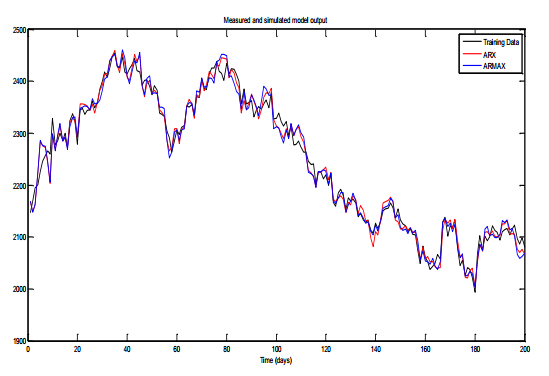 Measured and simulated model output
2500
2400
2300
2200
2100
2000
1900
Training Data
ARX
ARMAX
0 20 40 60 80 100 120 140 160 180 200
Time (days)